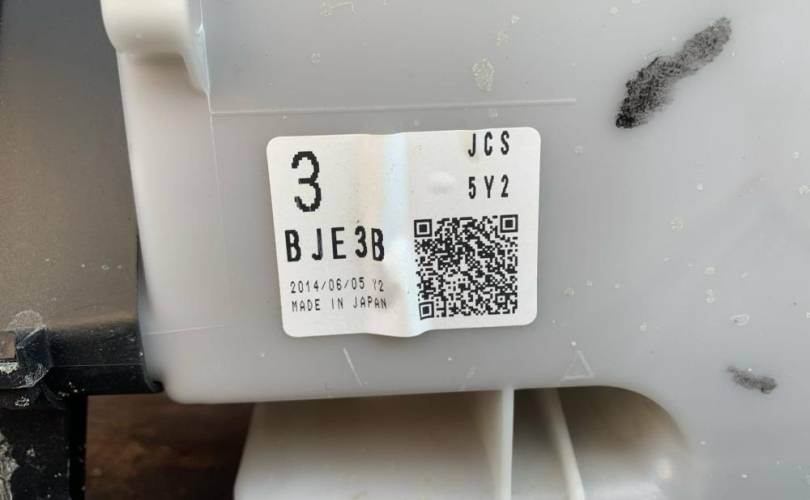 3
JCS
5Y2
BJE3B
2014/06/05 Y2
MADE IN JAPAN